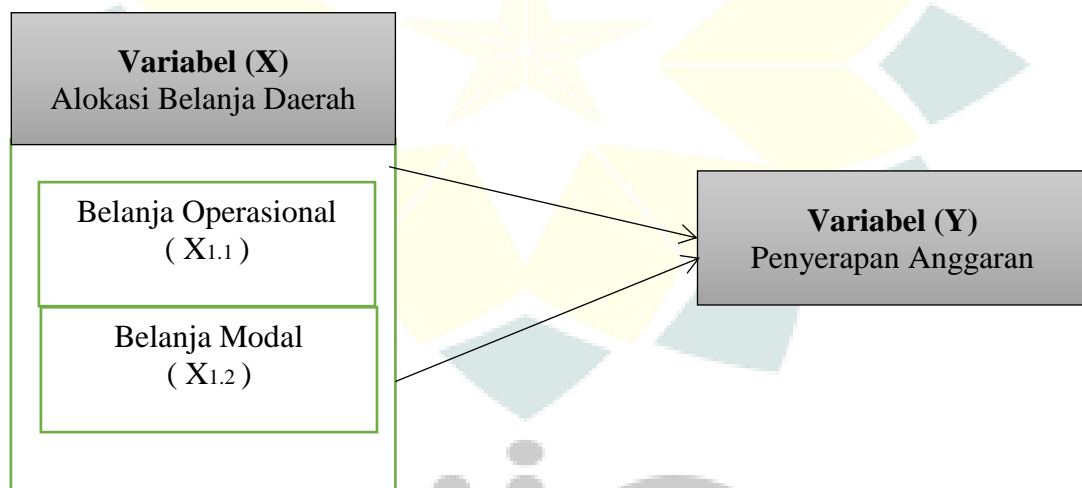 Variabel (X)
Alokasi Belanja Daerah
Belanja Operasional
( X1.1 )
Belanja Modal
( X1.2 )
Variabel (Y)
Penyerapan Anggaran